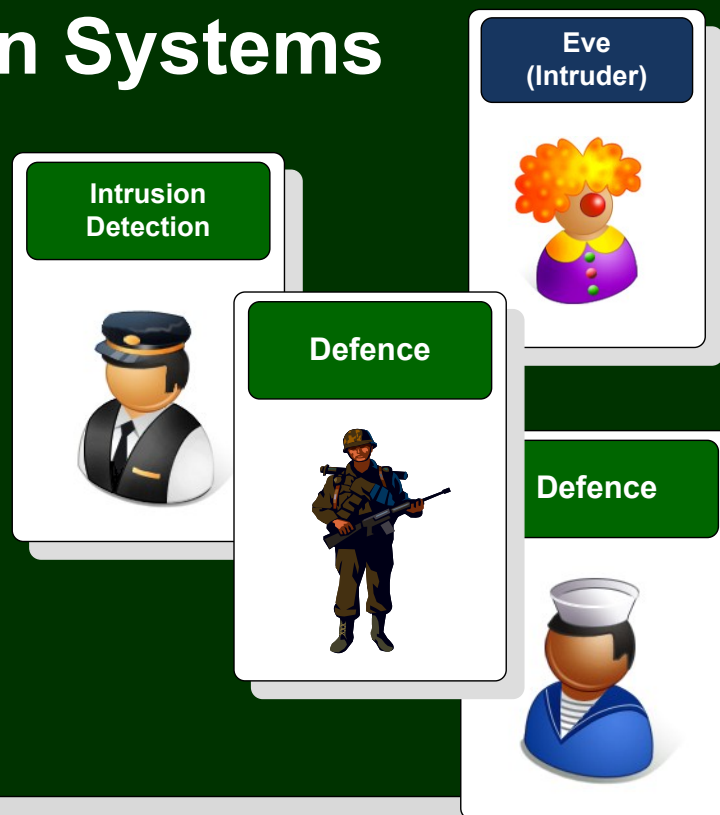 n Systems
Eve
(Intruder)
Intrusion
Detection
Defence
Defence